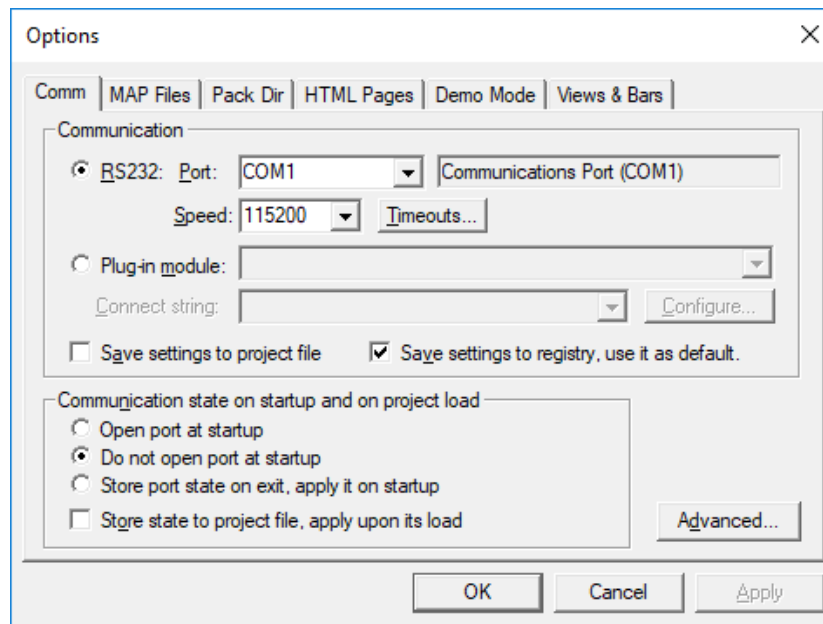 Options
Comm MAP Files Pack Dir HTML Pages Demo Mode Views & Bars
Communication
RS232: Port: COM1 Communications Port (COM1)
Speed: 115200 Timeouts...
Plug-in module:
Connect string: Configure...
Save settings to project file Save settings to registry, use it as default.
Communication state on startup and on project load
Open port at startup
Do not open port at startup
Store port state on exit, apply it on startup
Store state to project file, apply upon its load Advanced...
OK Cancel Apply